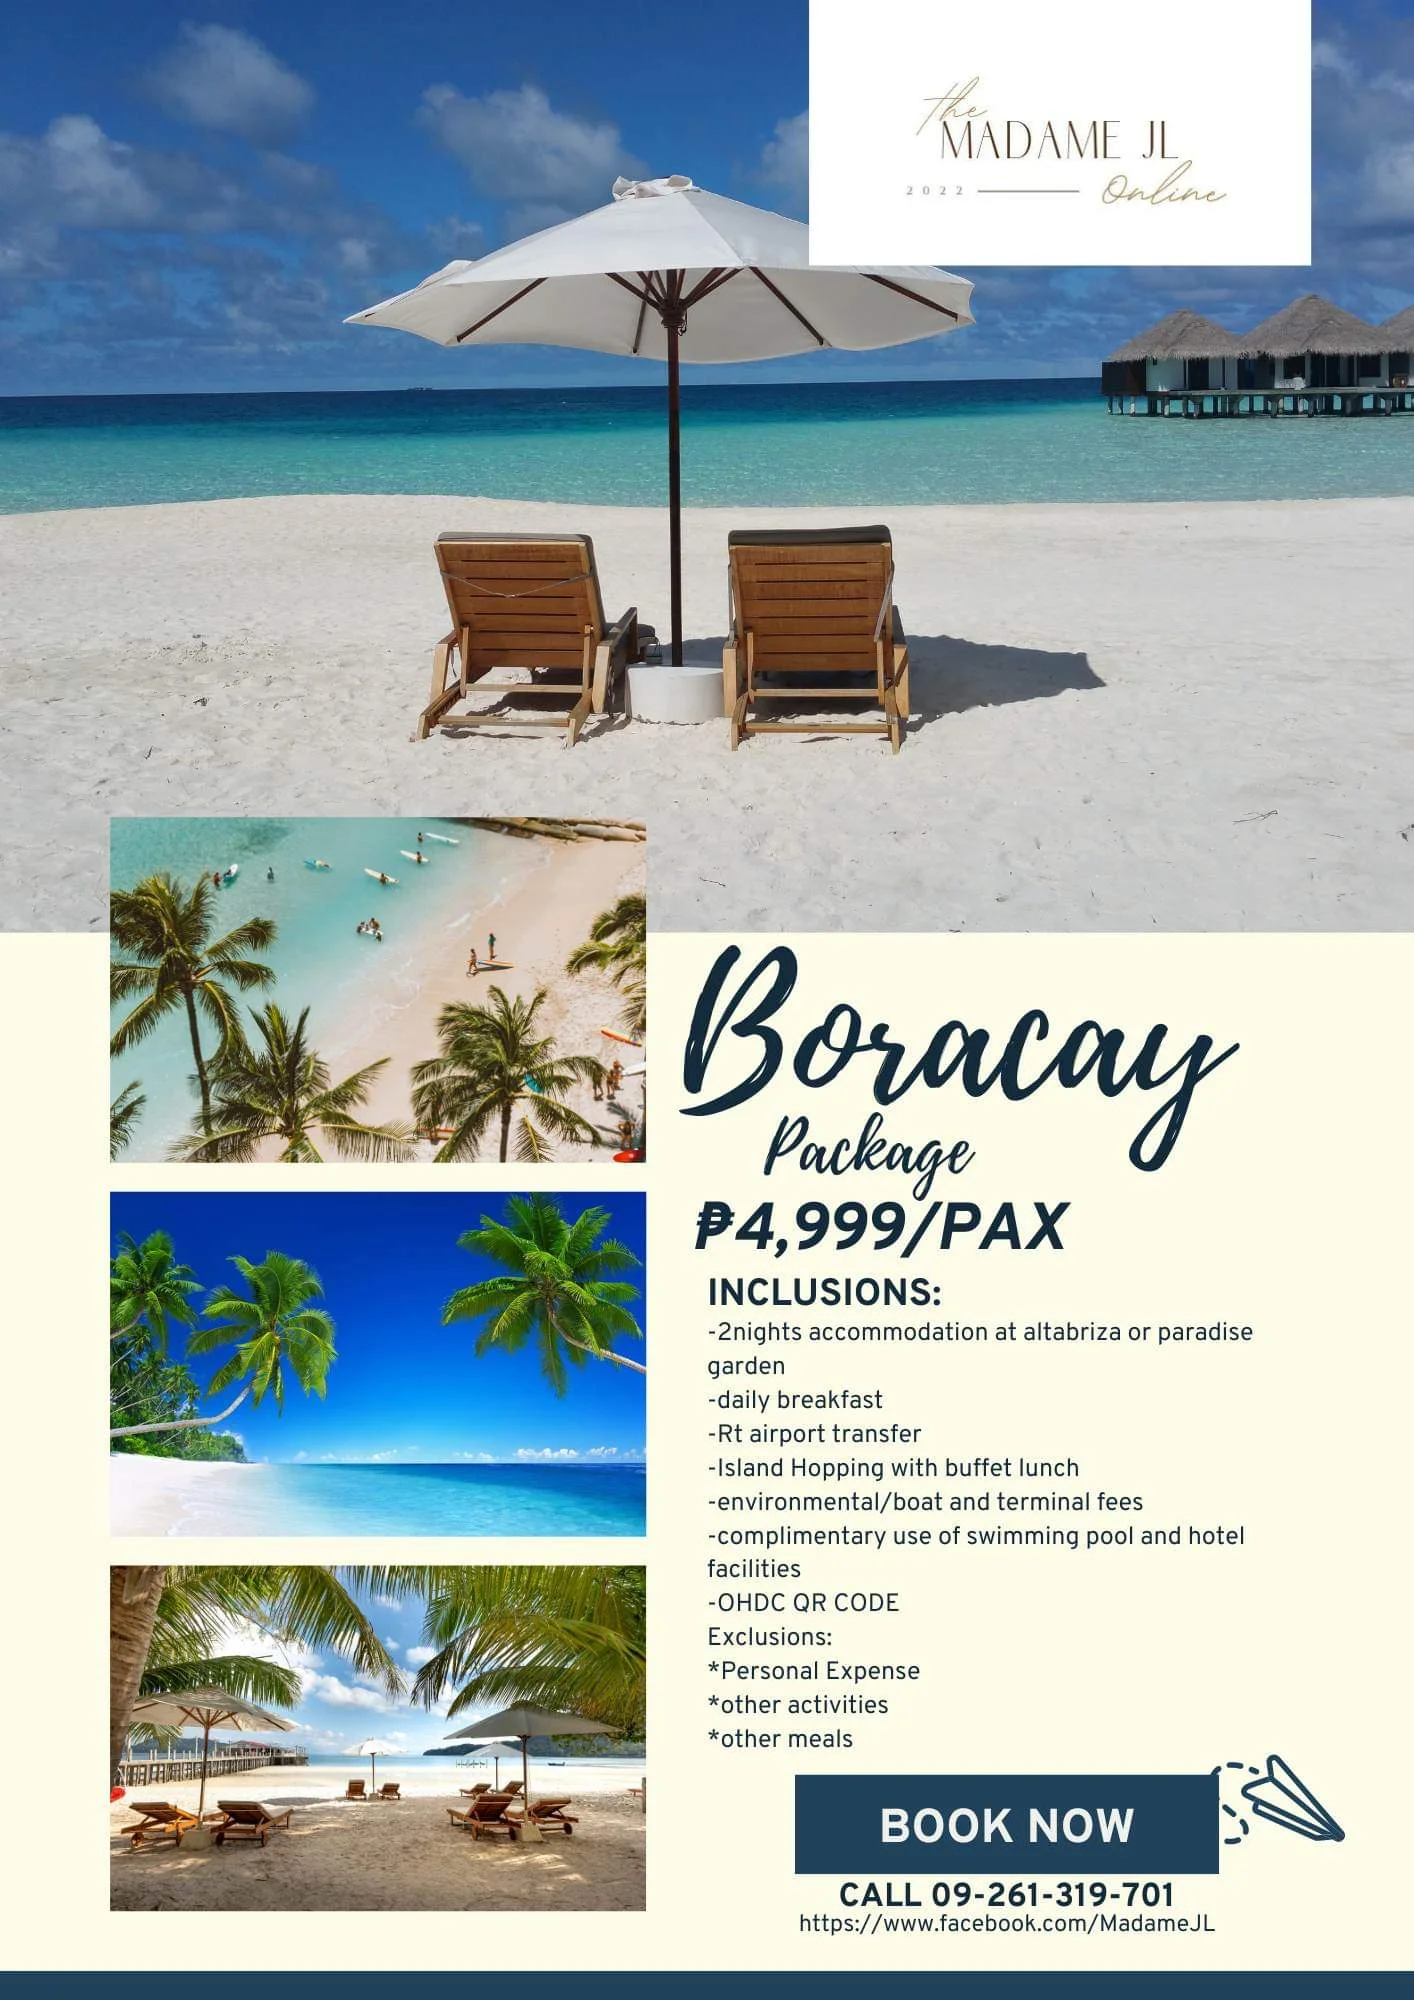 the
MADAME JL
2022
Online
Boracay
Package
₱4,999/PAX
INCLUSIONS:
-2nights accommodation at altabriza or paradise
garden
-daily breakfast
-Rt airport transfer
-Island Hopping with buffet lunch
-environmental/boat and terminal fees
-complimentary use of swimming pool and hotel
facilities
-OHDC QR CODE
Exclusions:
*Personal Expense
*other activities
*other meals
BOOK NOW
CALL 09-261-319-701
https://www.facebook.com/MadameJL